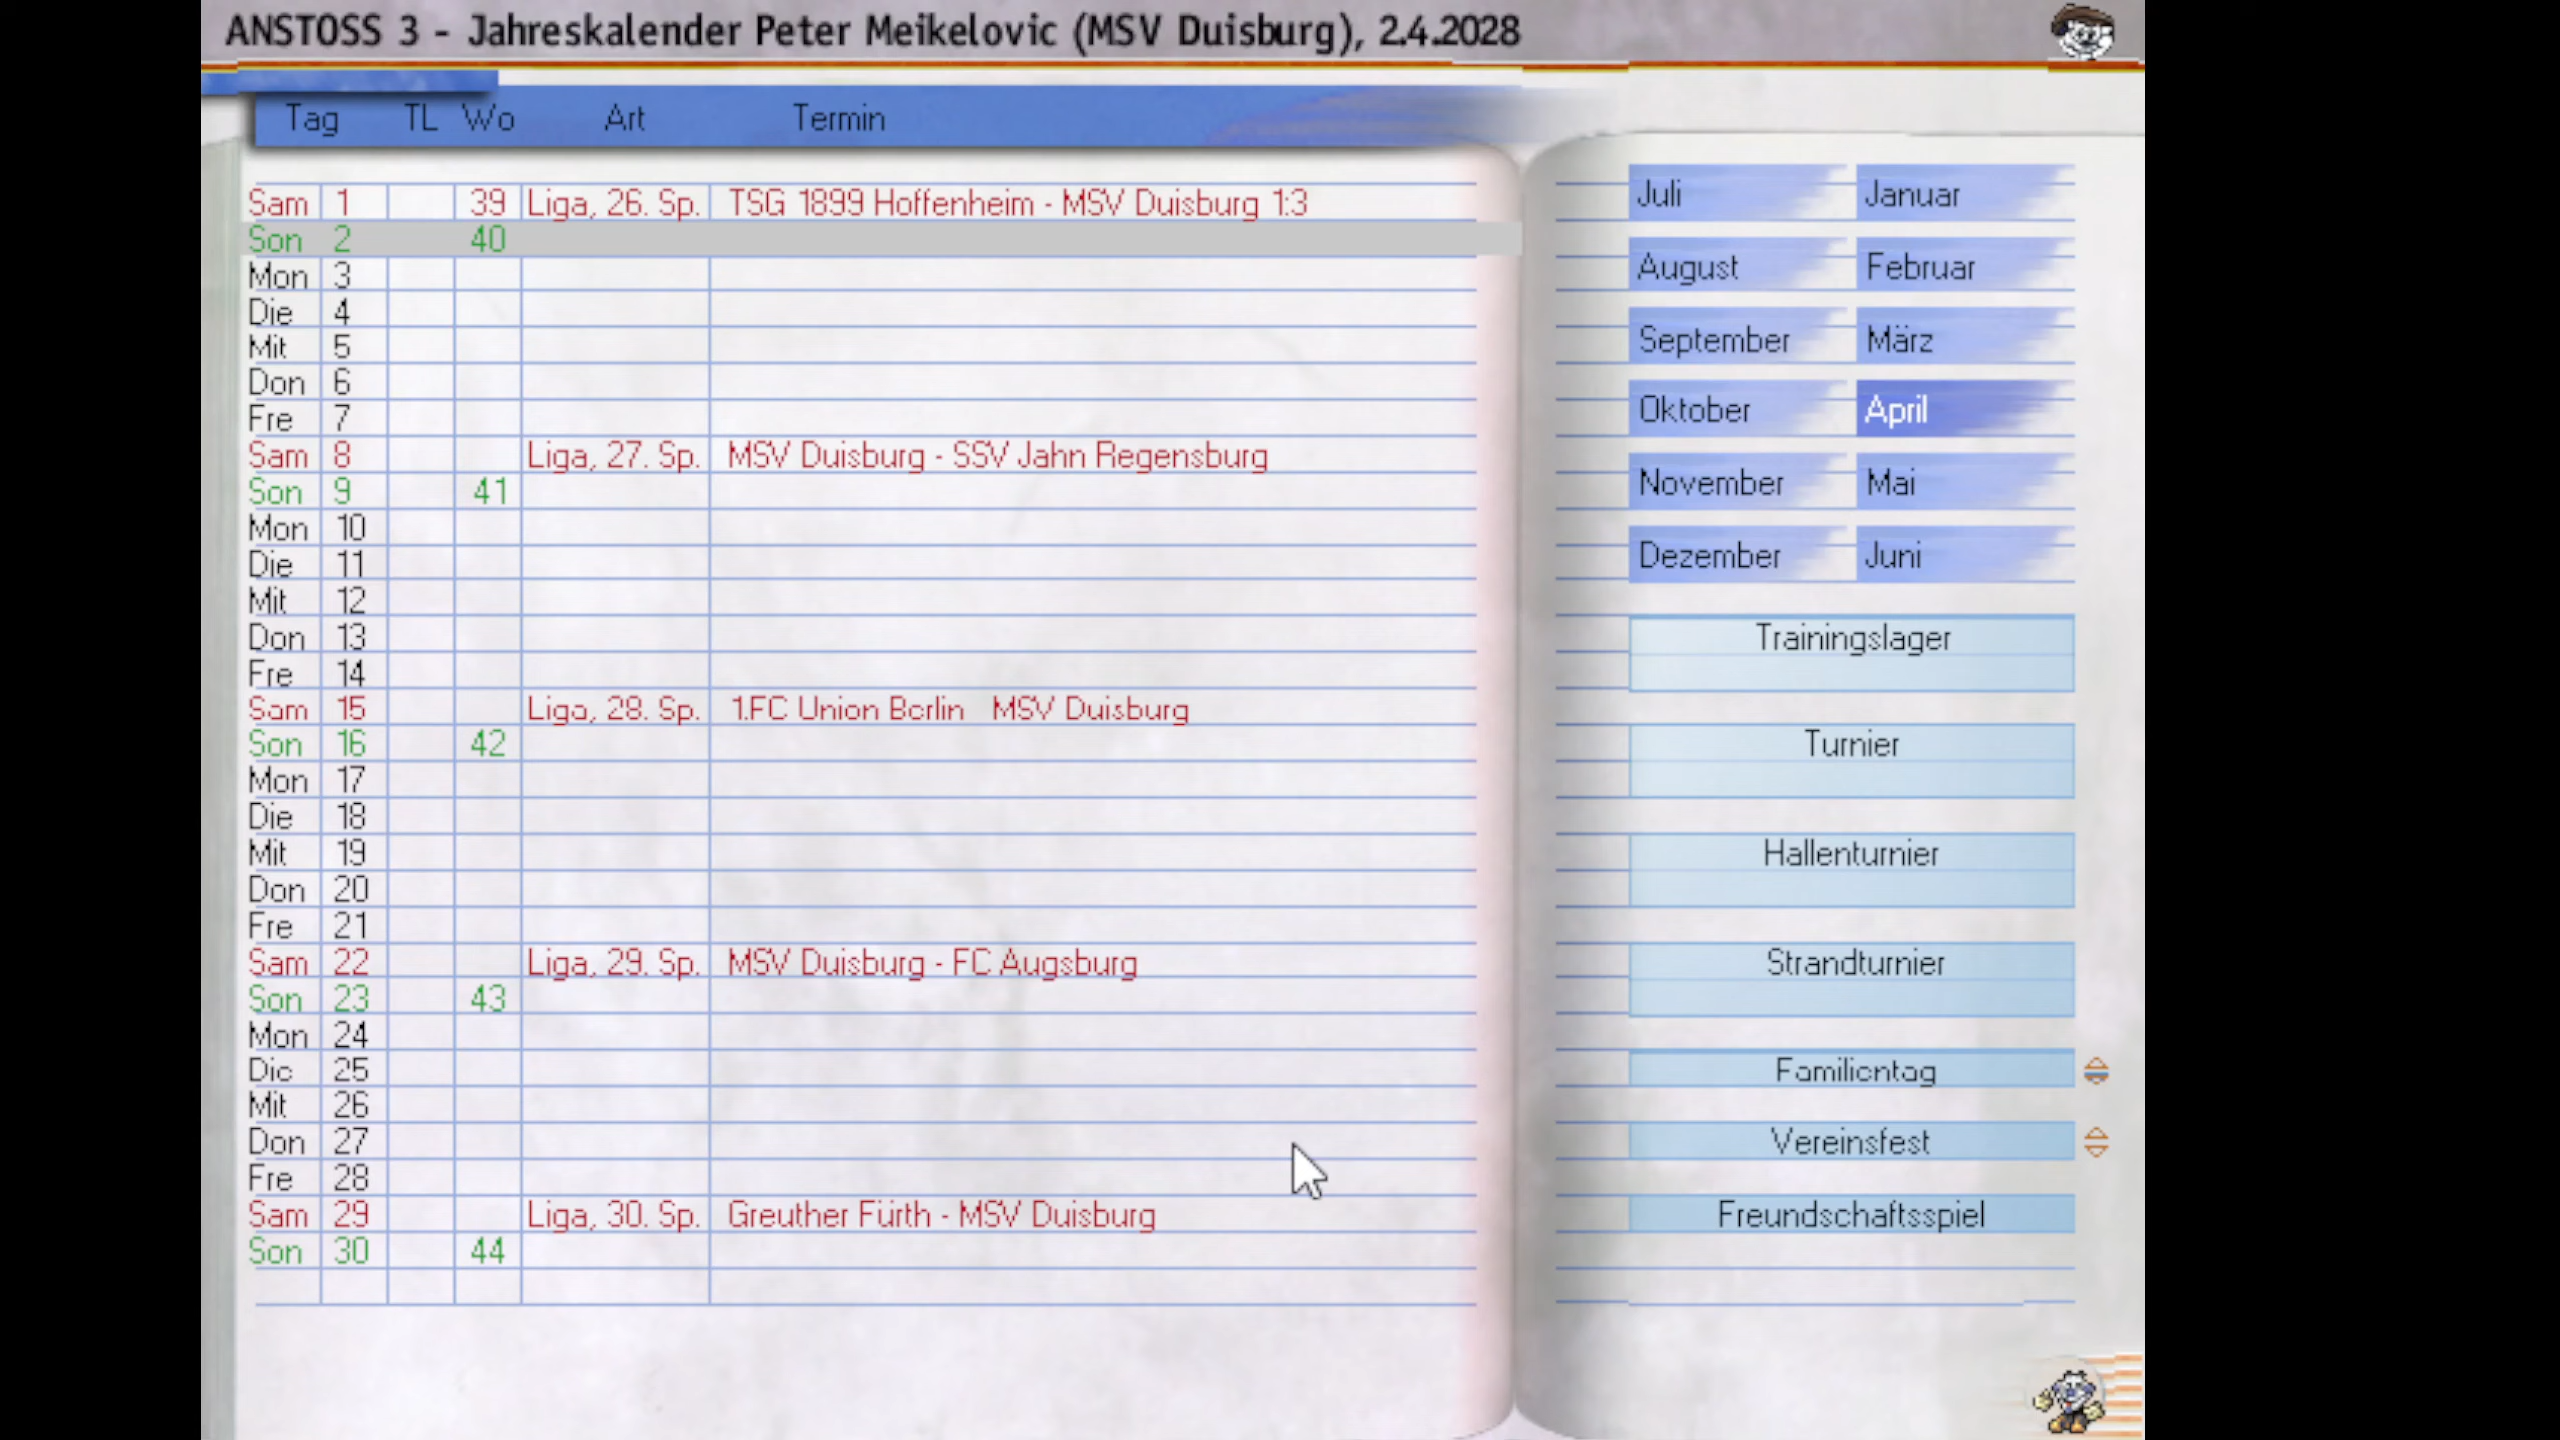 ANSTOSS 3 - Jahreskalender Peter Meikelovic (MSV Duisburg), 2.4.2028
Tag TL Wo Art Termin
Sam 1 39 Liga, 26. Sp. TSG 1899 Hoffenheim - MSV Duisburg 1:3
Son 2 40
Mon 3
Die 4
Mit 5
Don 6
Fre 7
Sam 8 Liga, 27. Sp. MSV Duisburg - SSV Jahn Regensburg
Son 9 41
Mon 10
Die 11
Mit 12
Don 13
Fre 14
Sam 15 Liga, 28. Sp. 1.FC Union Berlin - MSV Duisburg
Son 16 42
Mon 17
Die 18
Mit 19
Don 20
Fre 21
Sam 22 Liga, 29. Sp. MSV Duisburg - FC Augsburg
Son 23 43
Mon 24
Die 25
Mit 26
Don 27
Fre 28
Sam 29 Liga, 30. Sp. Greuther Fürth - MSV Duisburg
Son 30 44
Juli Januar
August Februar
September März
Oktober April
November Mai
Dezember Juni
Trainingslager
Turnier
Hallenturnier
Strandturnier
Familientag
Vereinsfest
Freundschaftsspiel